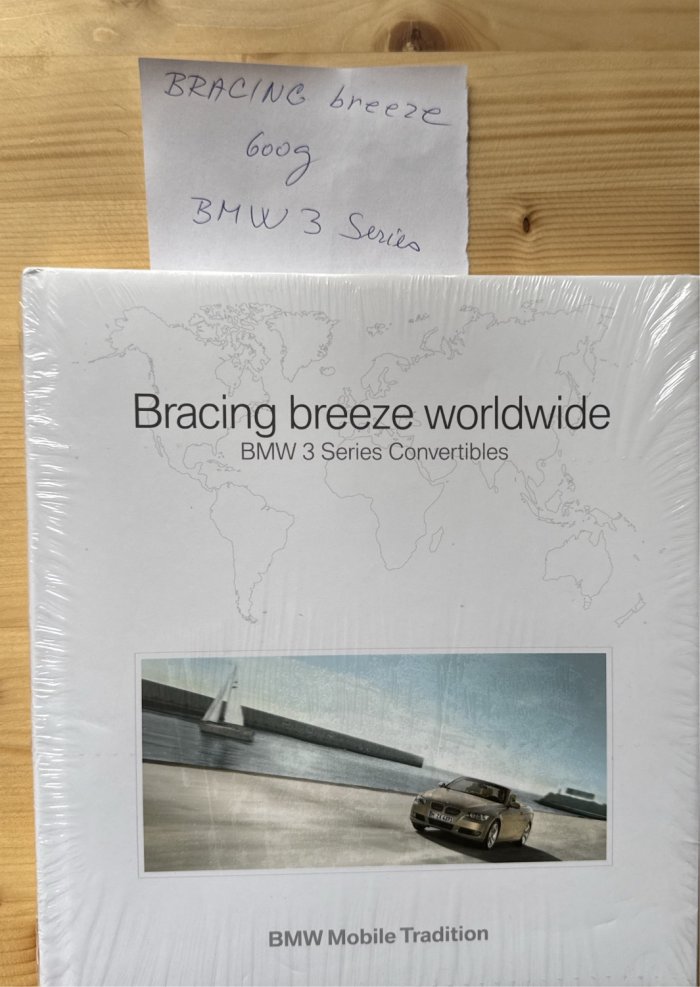 BRACING breeze
600g
BMW 3 Series
Bracing breeze worldwide
BMW 3 Series Convertibles
BMW Mobile Tradition